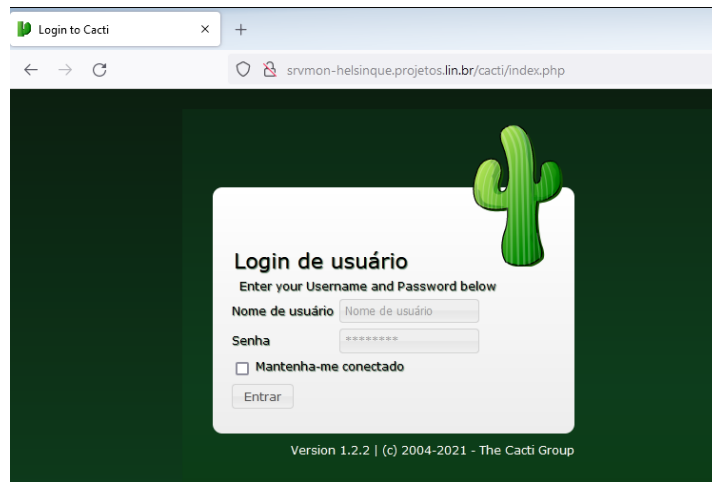 Login to Cacti
srvmon-helsinque.projetos.lin.br/cacti/index.php
Login de usuário
Enter your Username and Password below
Nome de usuário Nome de usuário
Senha ********
Mantenha-me conectado
Entrar
Version 1.2.2 | (c) 2004-2021 - The Cacti Group